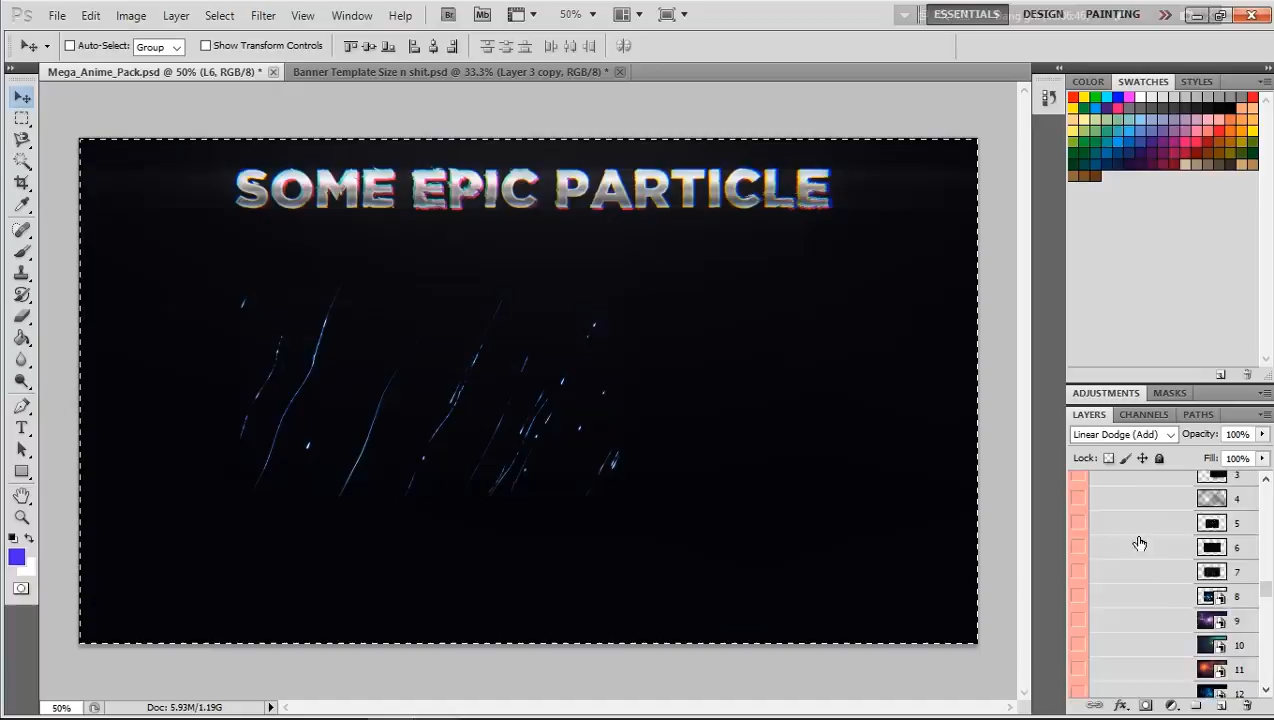 Ps File Edit Image Layer Select Filter View Window Help Br Mb 50% ESSENTIALS DESIGN PAINTING
Auto-Select: Group Show Transform Controls
Mega_Anime_Pack.psd @ 50% (L6, RGB/8) * Banner Template Size n shit.psd @ 33.3% (Layer 3 copy, RGB/8) *
COLOR SWATCHES STYLES
SOME EPIC PARTICLE
ADJUSTMENTS MASKS
LAYERS CHANNELS PATHS
Linear Dodge (Add) Opacity: 100%
Lock: Fill: 100%
3
4
5
6
7
8
9
10
11
12
50% Doc: 5.93M/1.19G